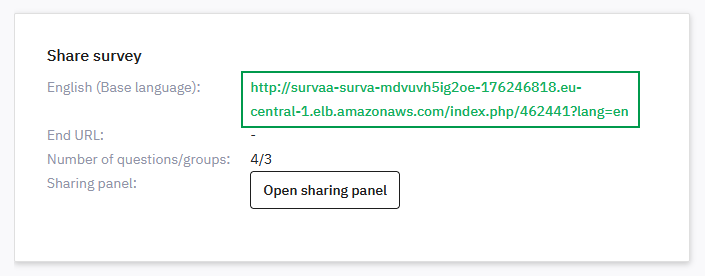 Share survey
English (Base language): http://survaa-surva-mdvuvh5ig2oe-176246818.eu-
central-1.elb.amazonaws.com/index.php/462441?lang=en
End URL: -
Number of questions/groups: 4/3
Sharing panel: Open sharing panel